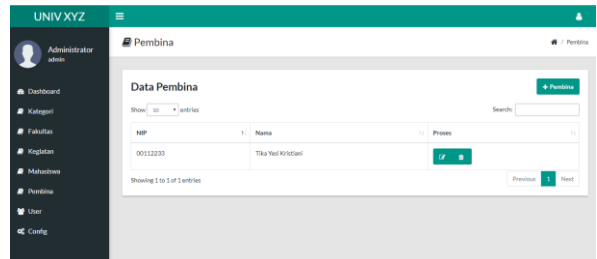 UNIV XYZ
Administrator
admin
Dashboard
Kategori
Fakultas
Kegiatan
Mahasiswa
Pembina
User
Config
Pembina
/ Pembina
Data Pembina
+ Pembina
Show 10 entries
Search:
NIP Nama Proses
00112233 Tika Yesi Kristiani
Showing 1 to 1 of 1 entries
Previous 1 Next